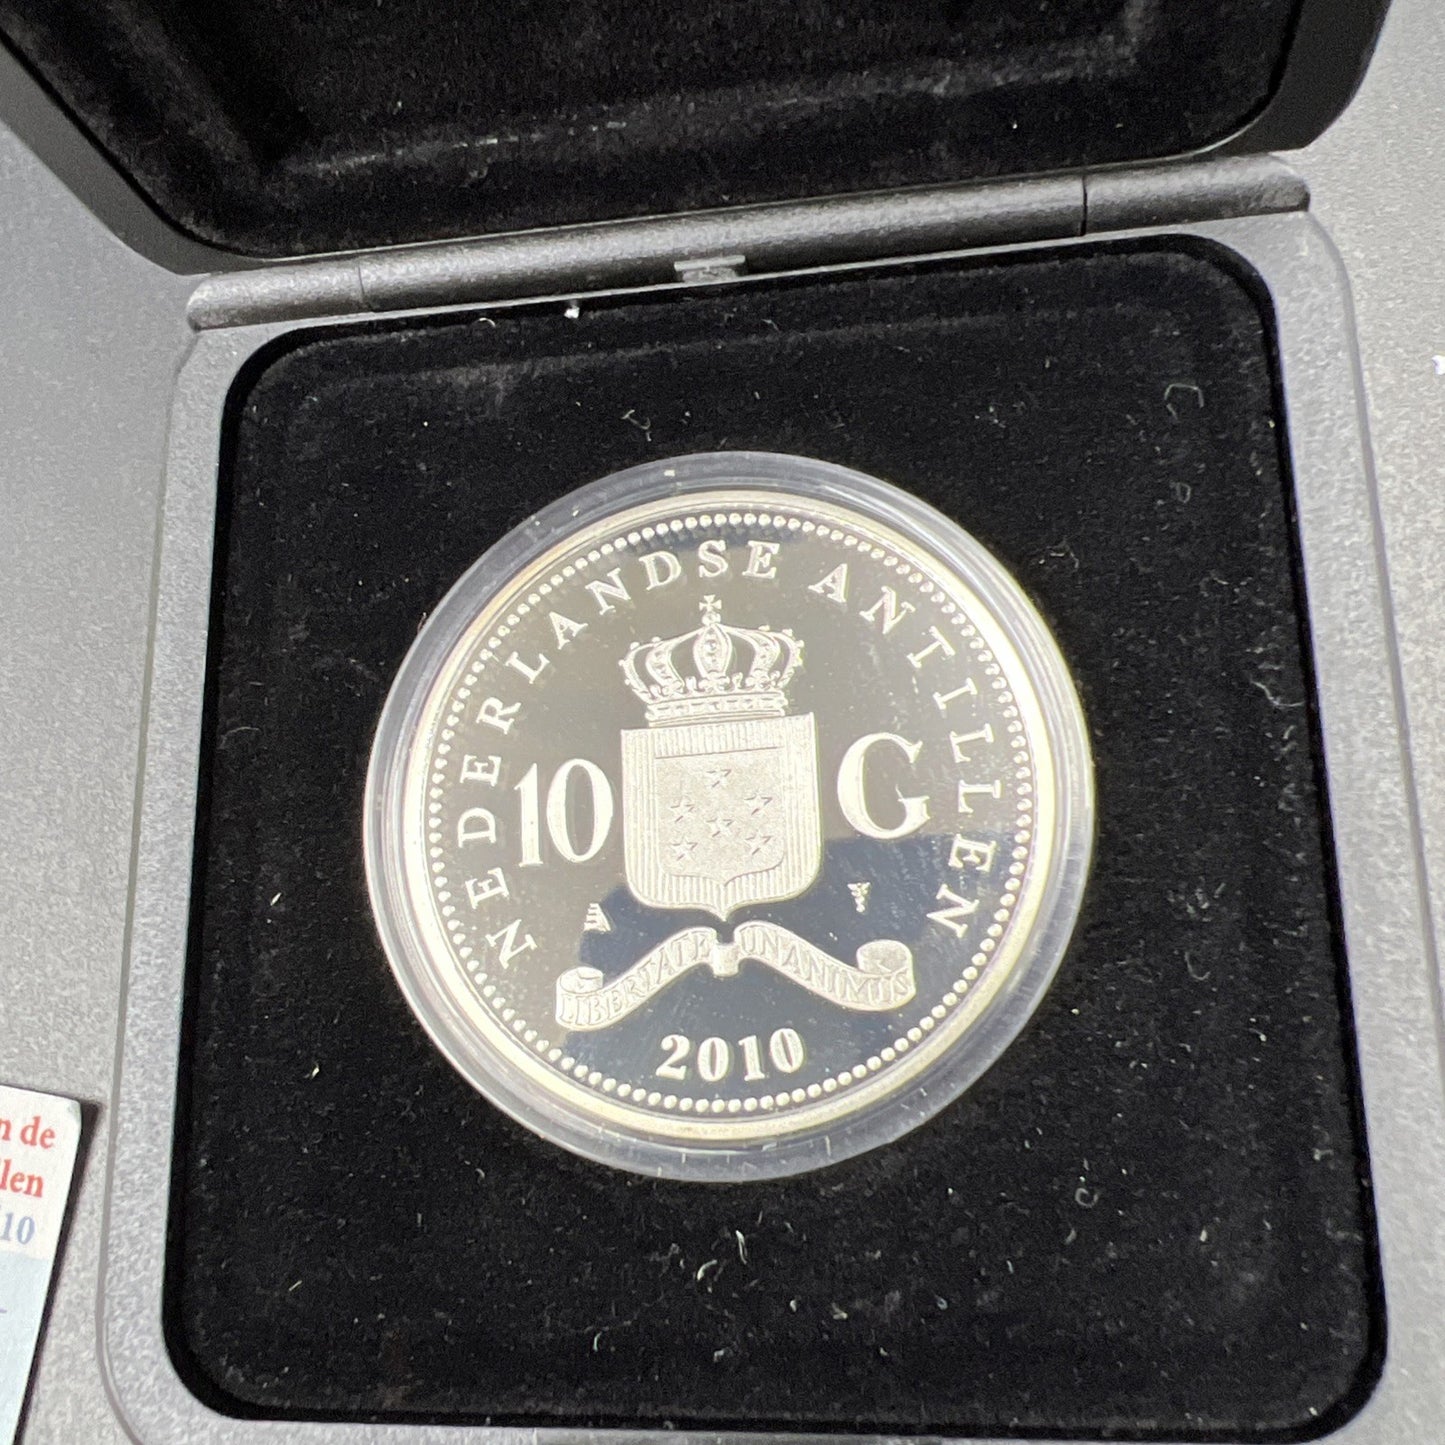 NEDERLANDSE ANTILLEN
10 G
LIBERTATE UNANIMUS
2010
n de
len
10